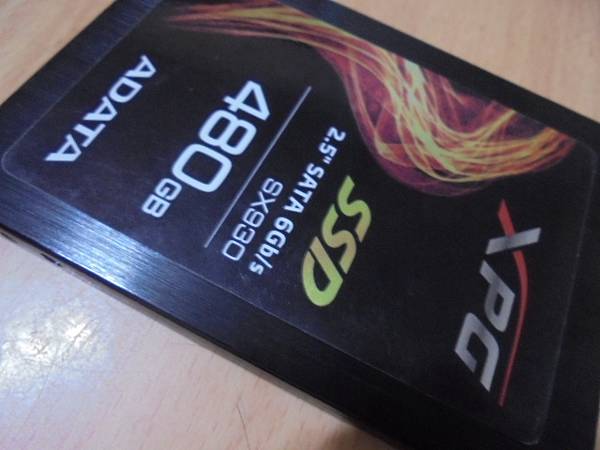 XPG
SSD
2.5" SATA 6Gb/s
SX930
480GB
ADATA